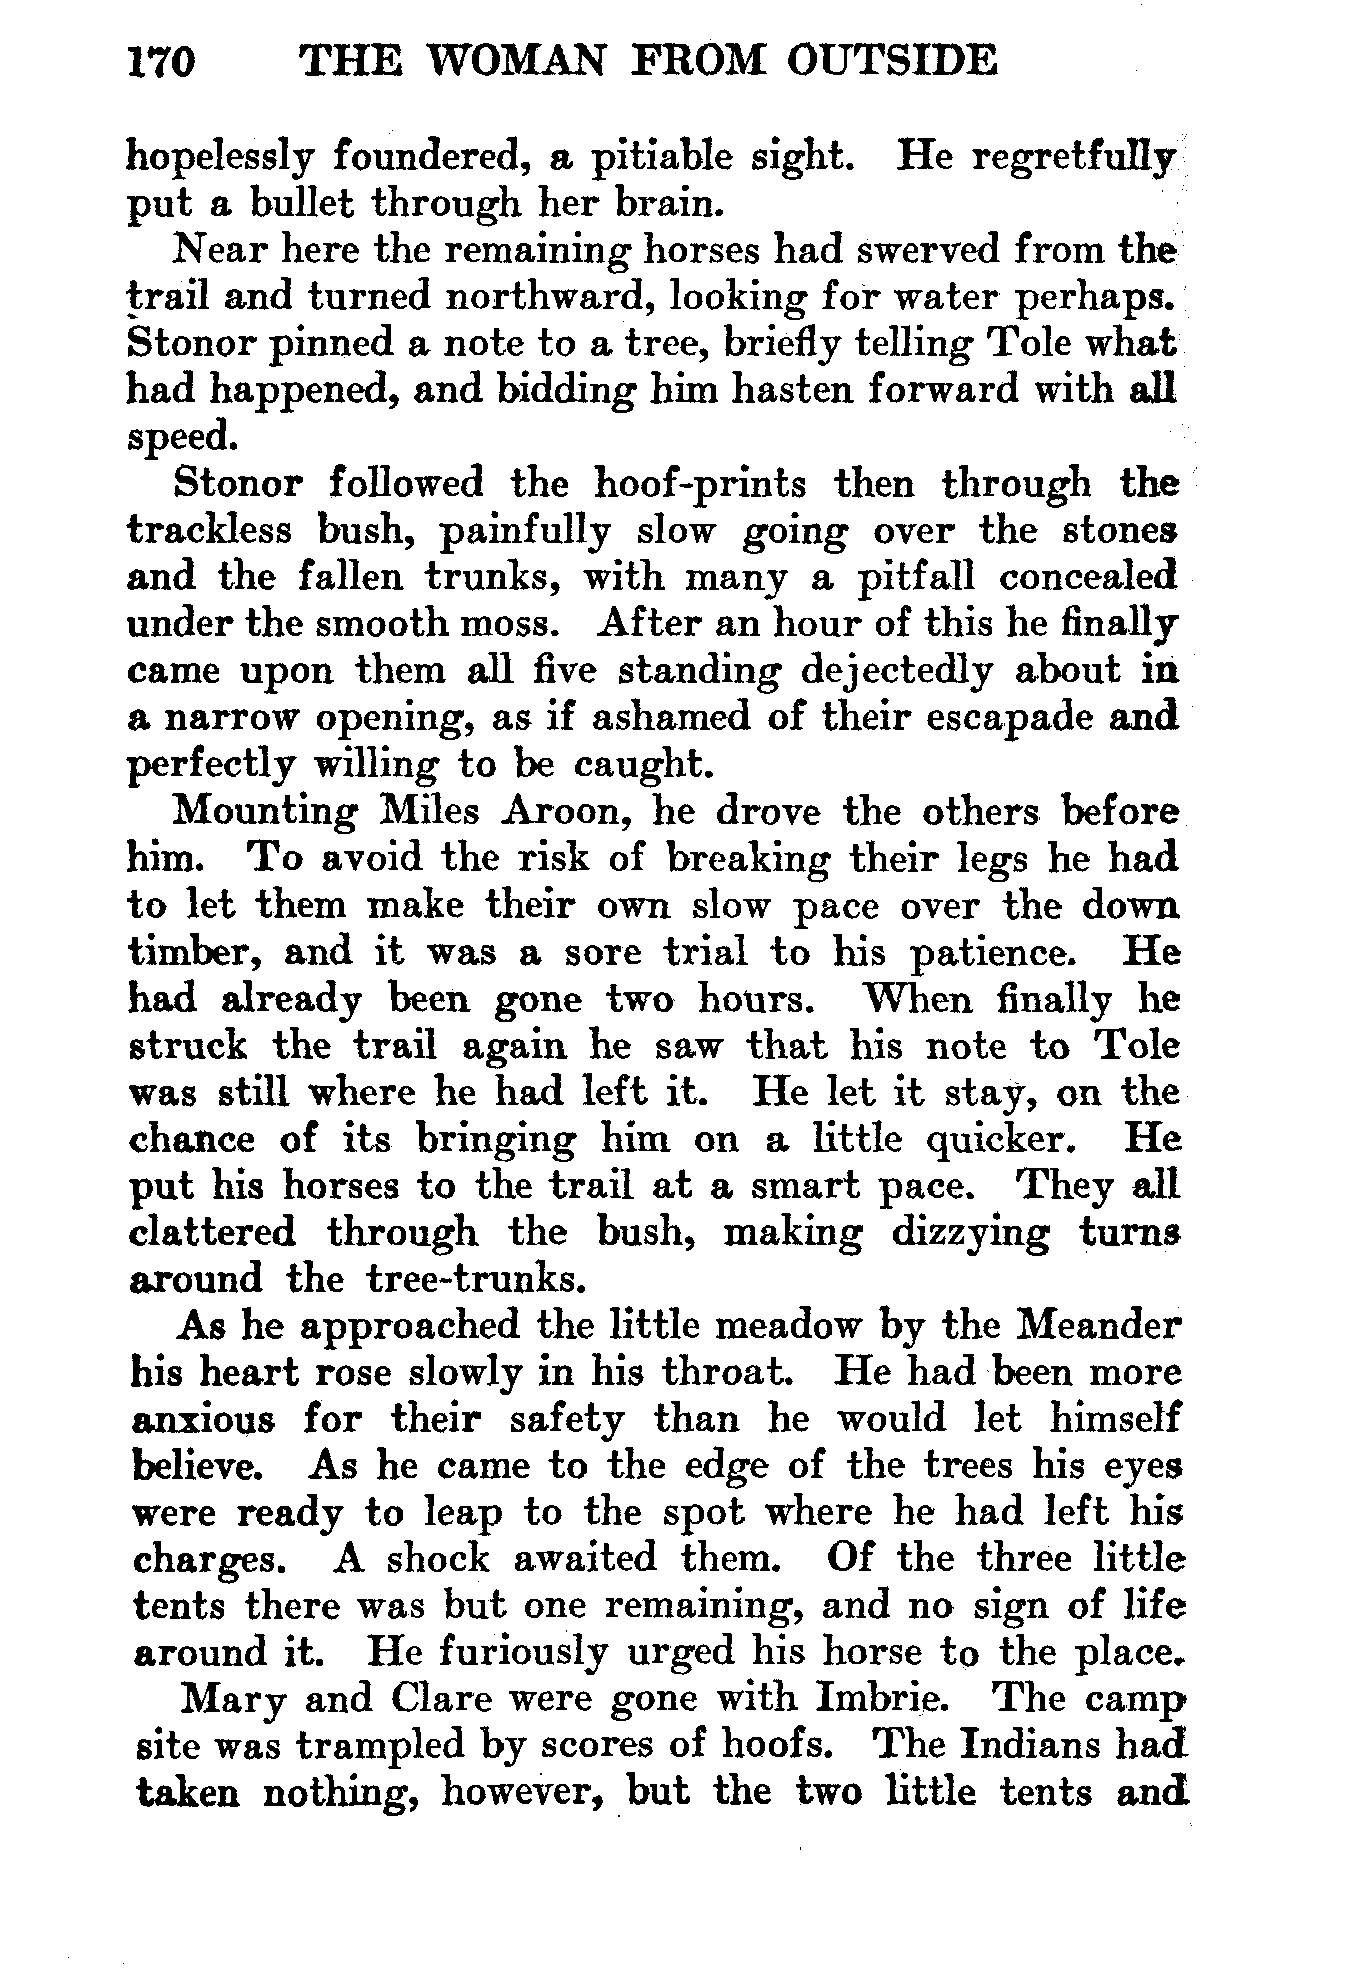 170 THE WOMAN FROM OUTSIDE
hopelessly foundered, a pitiable sight. He regretfully
put a bullet through her brain.
Near here the remaining horses had swerved from the
trail and turned northward, looking for water perhaps.
Stonor pinned a note to a tree, briefly telling Tole what
had happened, and bidding him hasten forward with all
speed.
Stonor followed the hoof-prints then through the
trackless bush, painfully slow going over the stones
and the fallen trunks, with many a pitfall concealed
under the smooth moss. After an hour of this he finally
came upon them all five standing dejectedly about in
a narrow opening, as if ashamed of their escapade and
perfectly willing to be caught.
Mounting Miles Aroon, he drove the others before
him. To avoid the risk of breaking their legs he had
to let them make their own slow pace over the down
timber, and it was a sore trial to his patience. He
had already been gone two hours. When finally he
struck the trail again he saw that his note to Tole
was still where he had left it. He let it stay, on the
chance of its bringing him on a little quicker. He
put his horses to the trail at a smart pace. They all
clattered through the bush, making dizzying turns
around the tree-trunks.
As he approached the little meadow by the Meander
his heart rose slowly in his throat. He had been more
anxious for their safety than he would let himself
believe. As he came to the edge of the trees his eyes
were ready to leap to the spot where he had left his
charges. A shock awaited them. Of the three little
tents there was but one remaining, and no sign of life
around it. He furiously urged his horse to the place.
Mary and Clare were gone with Imbrie. The camp
site was trampled by scores of hoofs. The Indians had
taken nothing, however, but the two little tents and